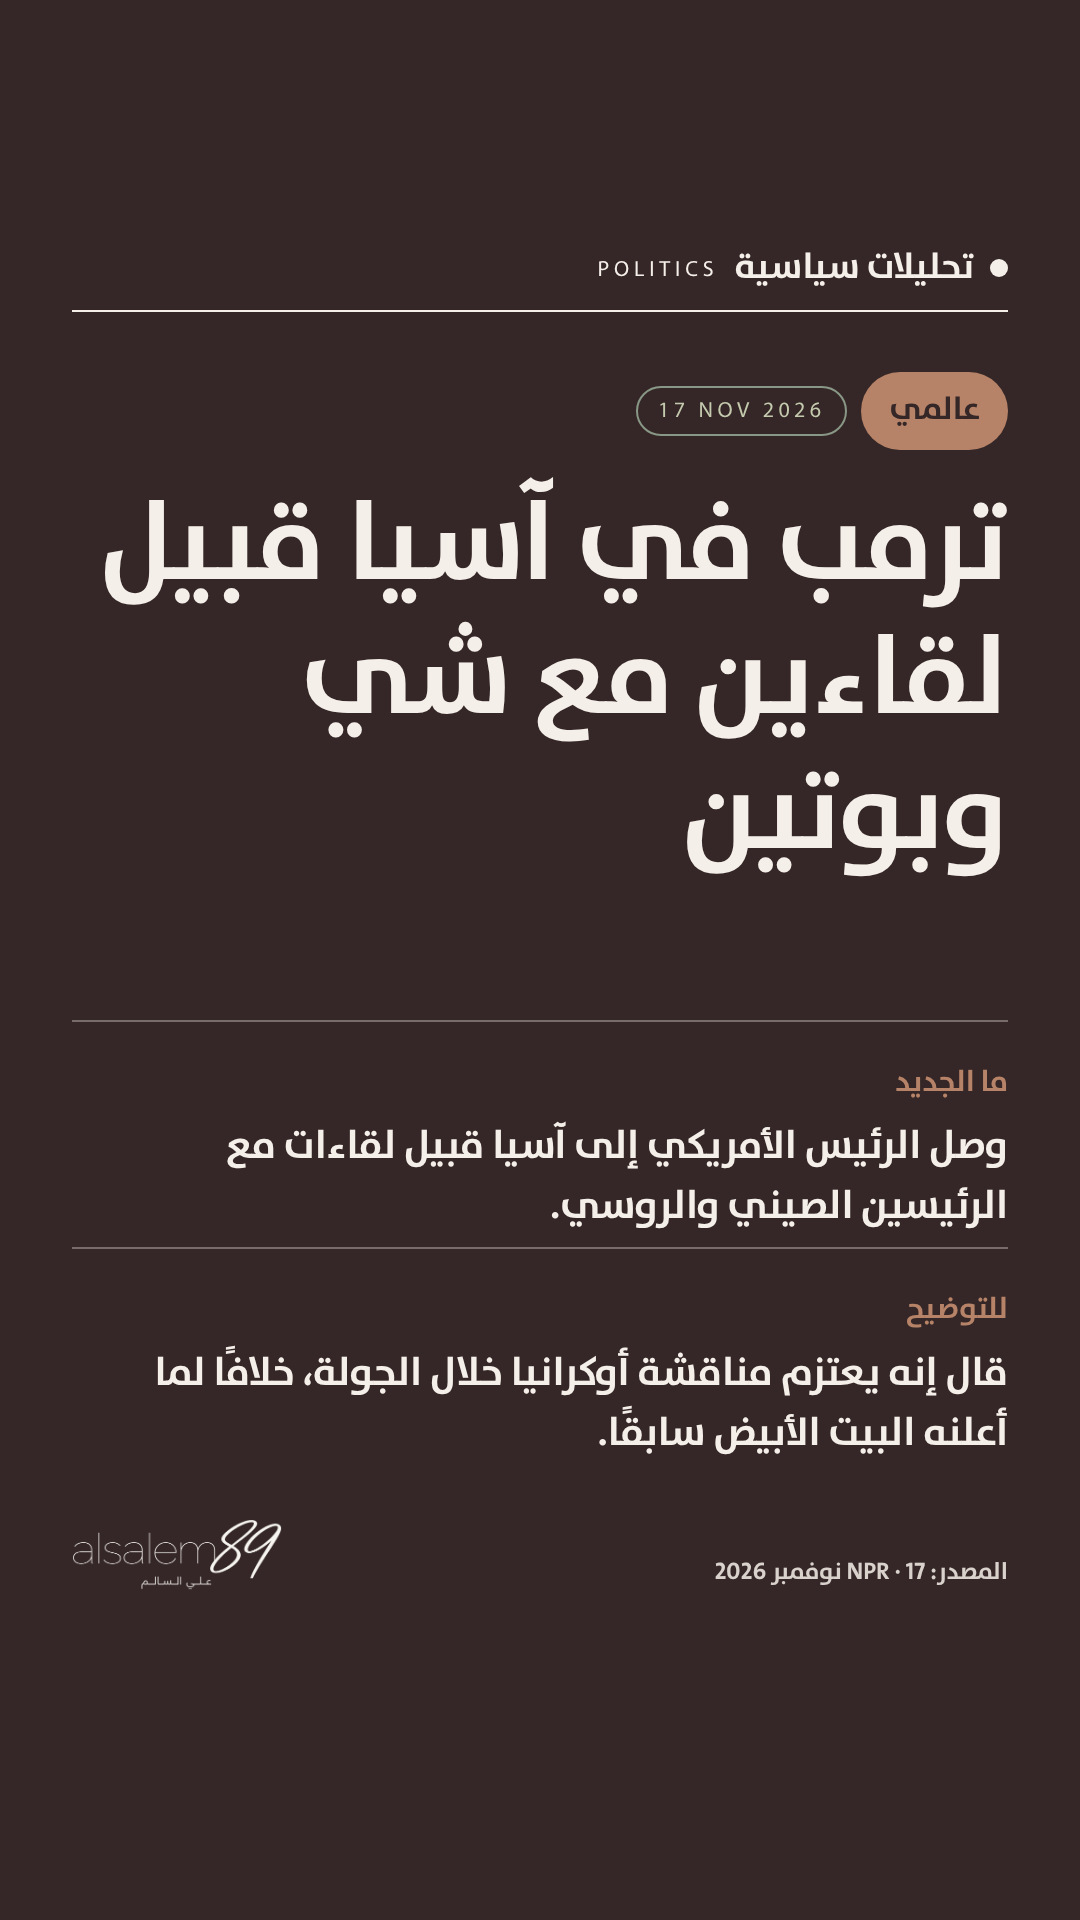 تحليلات سياسية POLITICS
عالمي 17 NOV 2026
ترمب في آسيا قبيل
لقاءين مع شي
وبوتين
ما الجديد
وصل الرئيس الأمريكي إلى آسيا قبيل لقاءات مع
الرئيسين الصيني والروسي.
للتوضيح
قال إنه يعتزم مناقشة أوكرانيا خلال الجولة، خلافًا لما
أعلنه البيت الأبيض سابقًا.
المصدر: NPR · 17 نوفمبر 2026
alsalem89
علي السالم